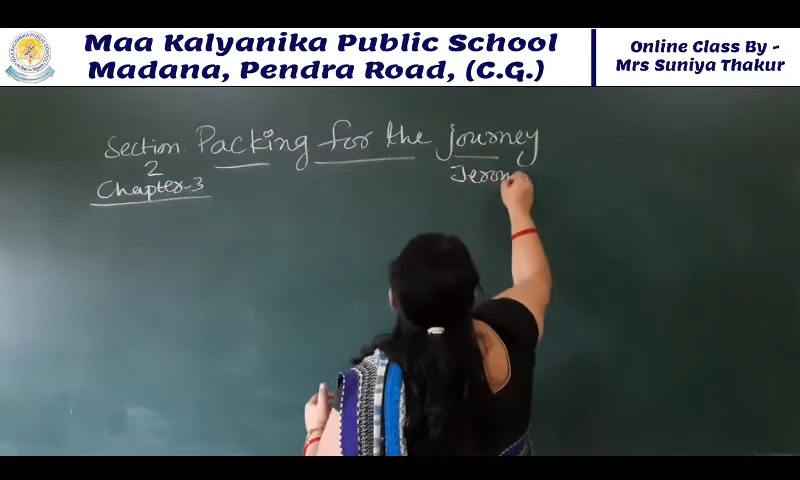 Maa Kalyanika Public School
Madana, Pendra Road, (C.G.)
Online Class By -
Mrs Suniya Thakur
Section Packing for the journey
2
Chapter-3
Jerom